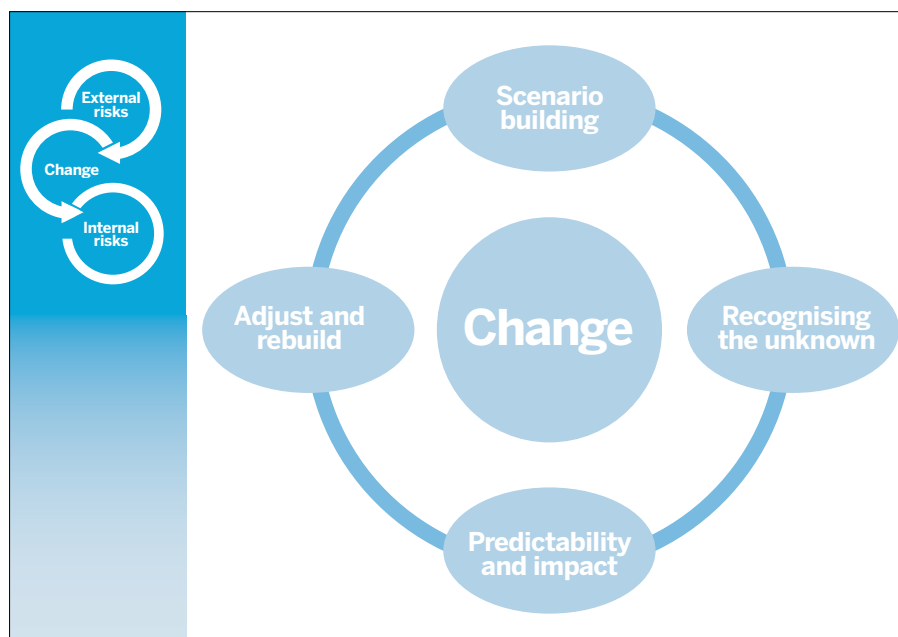 External
risks
Change
Internal
risks
Scenario
building
Adjust and
rebuild
Change
Recognising
the unknown
Predictability
and impact